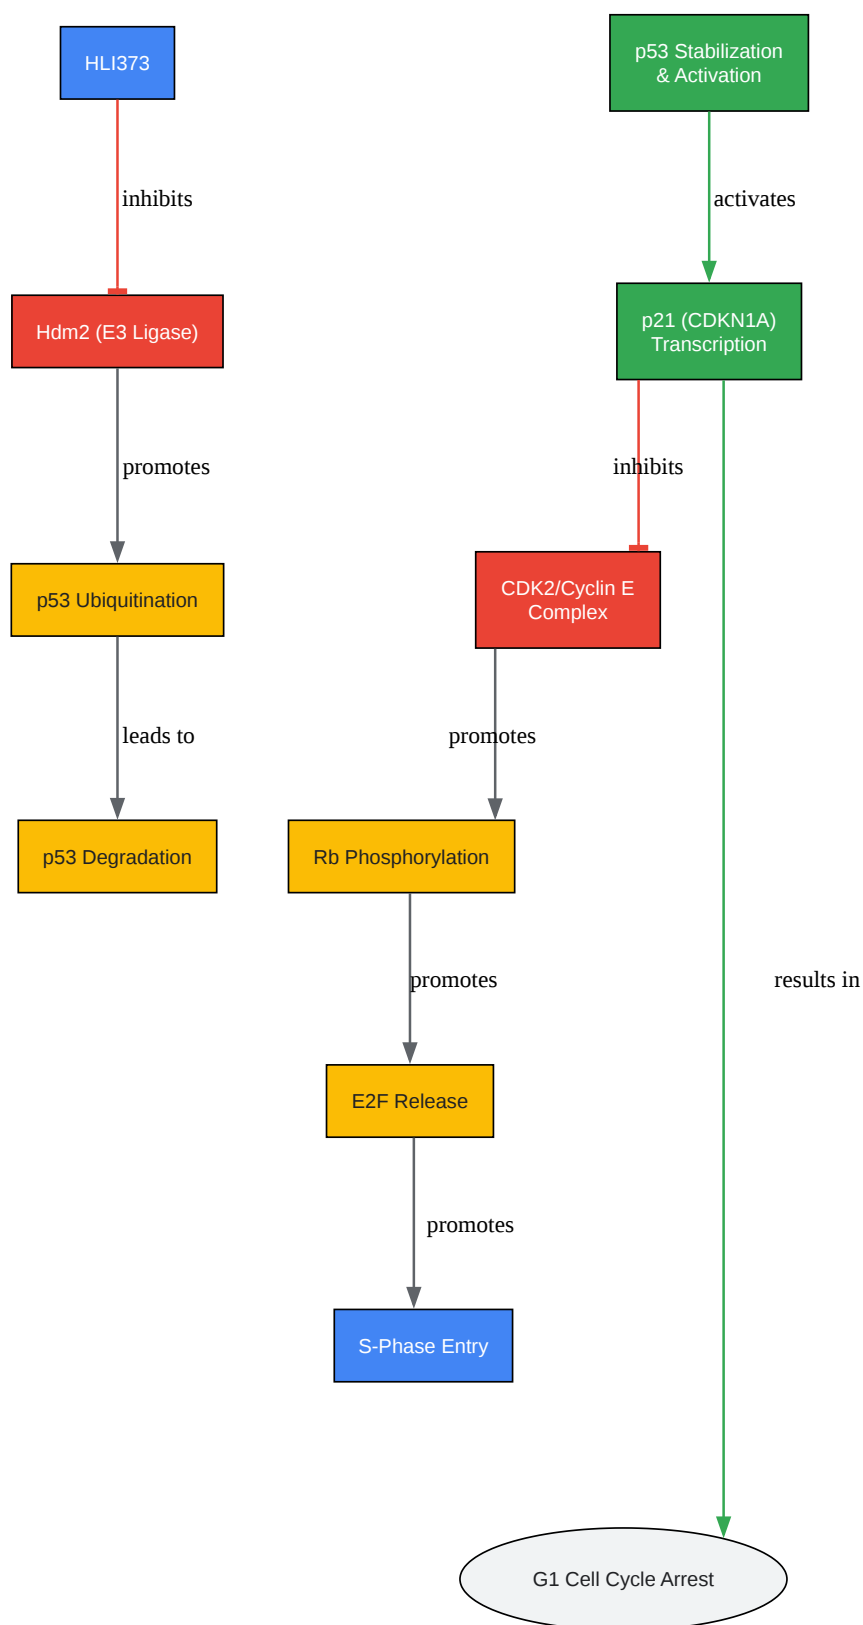 HLI373
inhibits
Hdm2 (E3 Ligase)
promotes
p53 Ubiquitination
leads to
p53 Degradation
p53 Stabilization
& Activation
activates
p21 (CDKN1A)
Transcription
inhibits
CDK2/Cyclin E
Complex
promotes
Rb Phosphorylation
promotes
E2F Release
promotes
S-Phase Entry
results in
G1 Cell Cycle Arrest